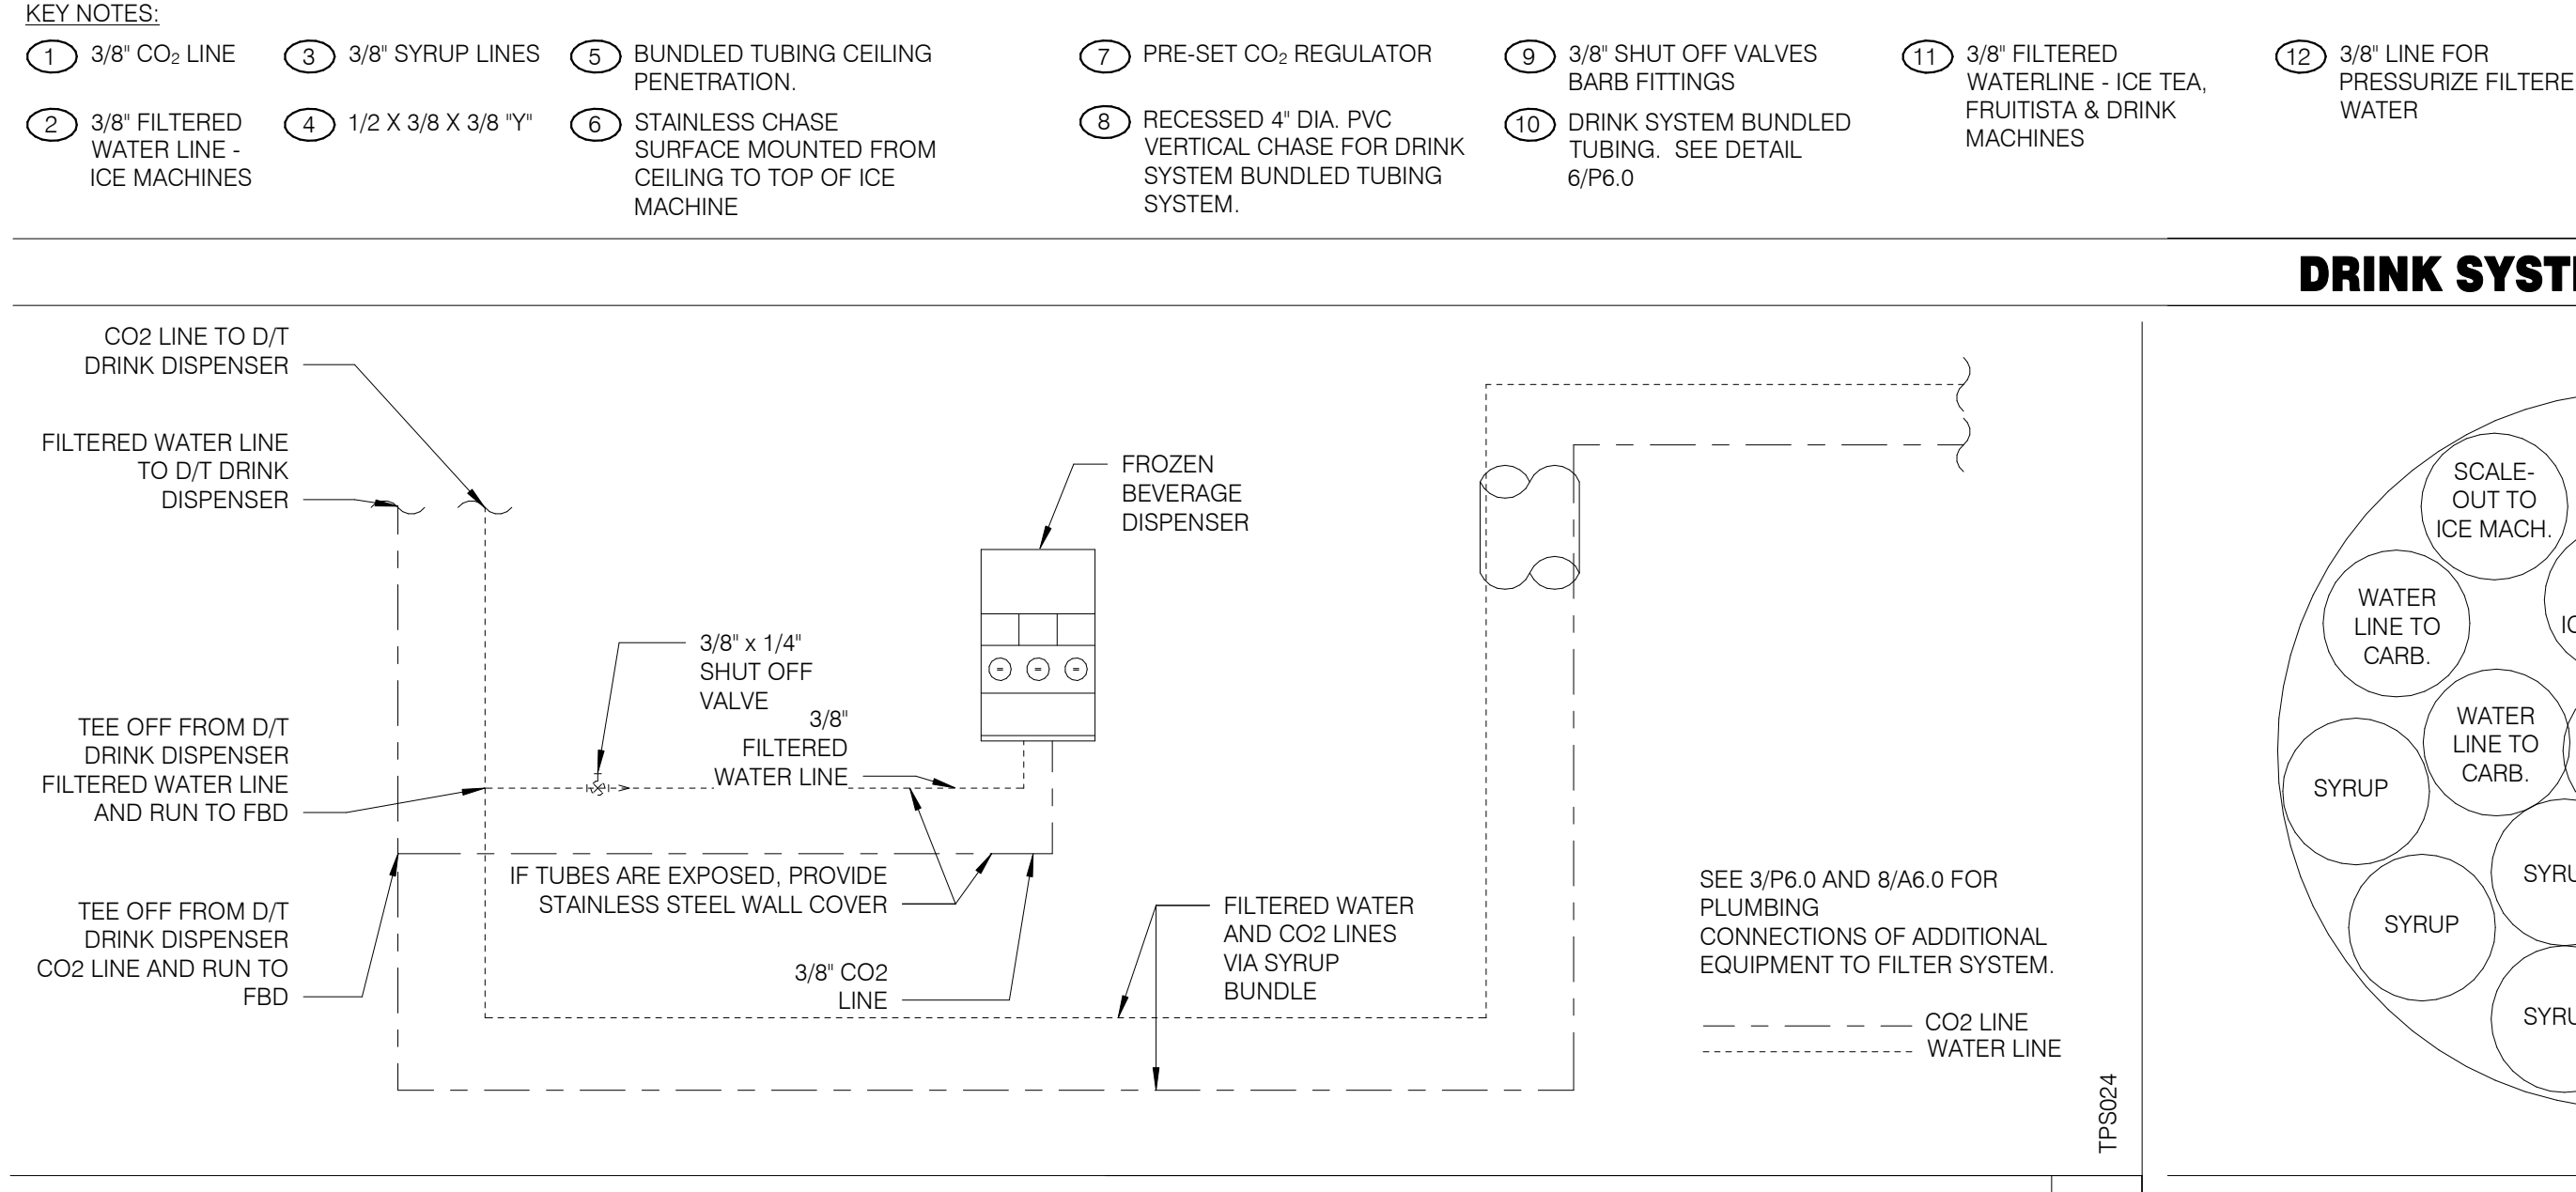 KEY NOTES:
1 3/8" CO₂ LINE
2 3/8" FILTERED
WATER LINE -
ICE MACHINES
3 3/8" SYRUP LINES
4 1/2 X 3/8 X 3/8 "Y"
5 BUNDLED TUBING CEILING
PENETRATION.
6 STAINLESS CHASE
SURFACE MOUNTED FROM
CEILING TO TOP OF ICE
MACHINE
7 PRE-SET CO₂ REGULATOR
8 RECESSED 4" DIA. PVC
VERTICAL CHASE FOR DRINK
SYSTEM BUNDLED TUBING
SYSTEM.
9 3/8" SHUT OFF VALVES
BARB FITTINGS
10 DRINK SYSTEM BUNDLED
TUBING. SEE DETAIL
6/P6.0
11 3/8" FILTERED
WATERLINE - ICE TEA,
FRUITISTA & DRINK
MACHINES
12 3/8" LINE FOR
PRESSURIZE FILTERE
WATER
DRINK SYST
CO2 LINE TO D/T
DRINK DISPENSER
FILTERED WATER LINE
TO D/T DRINK
DISPENSER
TEE OFF FROM D/T
DRINK DISPENSER
FILTERED WATER LINE
AND RUN TO FBD
TEE OFF FROM D/T
DRINK DISPENSER
CO2 LINE AND RUN TO
FBD
3/8" x 1/4"
SHUT OFF
VALVE
3/8"
FILTERED
WATER LINE
FROZEN
BEVERAGE
DISPENSER
IF TUBES ARE EXPOSED, PROVIDE
STAINLESS STEEL WALL COVER
3/8" CO2
LINE
FILTERED WATER
AND CO2 LINES
VIA SYRUP
BUNDLE
SEE 3/P6.0 AND 8/A6.0 FOR
PLUMBING
CONNECTIONS OF ADDITIONAL
EQUIPMENT TO FILTER SYSTEM.
CO2 LINE
WATER LINE
TPS024
SCALE-
OUT TO
ICE MACH.
WATER
LINE TO
CARB.
IC
WATER
LINE TO
CARB.
SYRUP
SYRU
SYRUP
SYRU